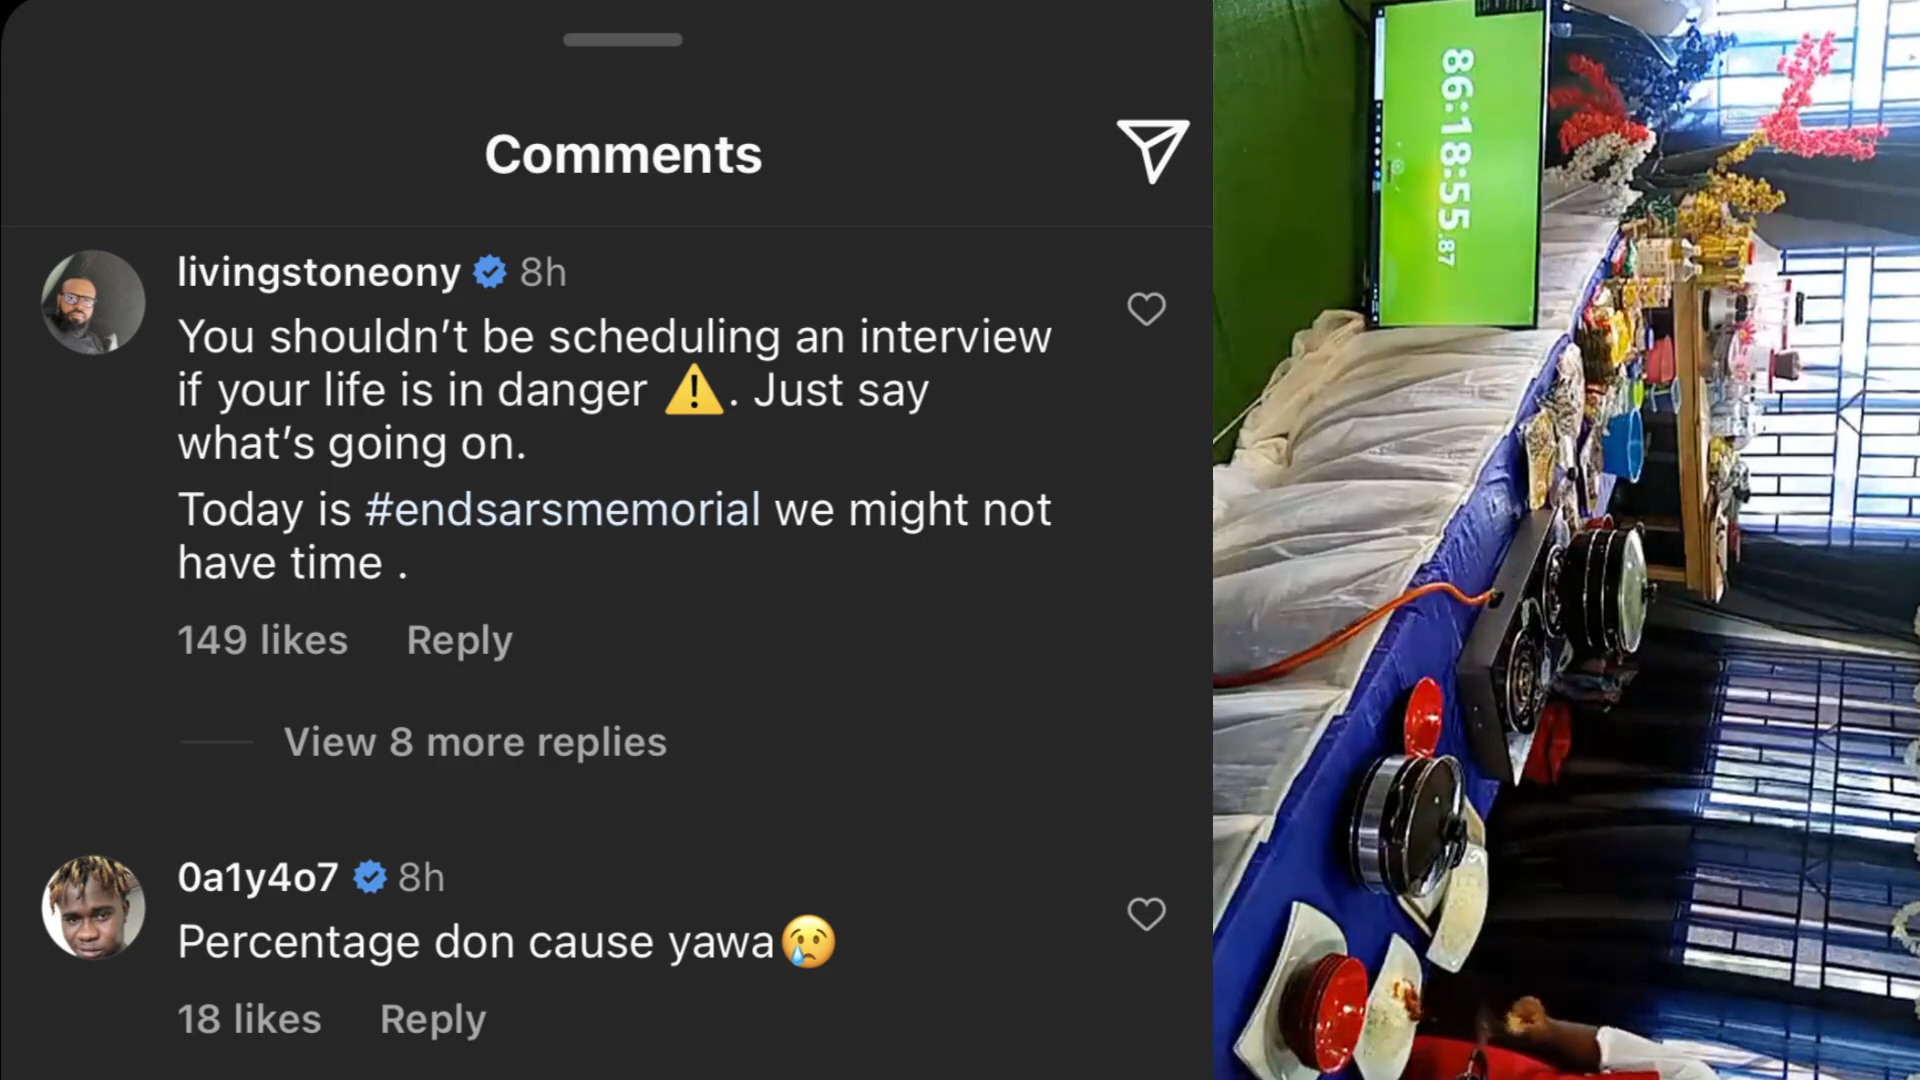 Comments
livingstoneony 8h
You shouldn’t be scheduling an interview
if your life is in danger ⚠️. Just say
what’s going on.
Today is #endsarsmemorial we might not
have time .
149 likes Reply
View 8 more replies
0a1y4o7 8h
Percentage don cause yawa😢
18 likes Reply
86:18:55.87